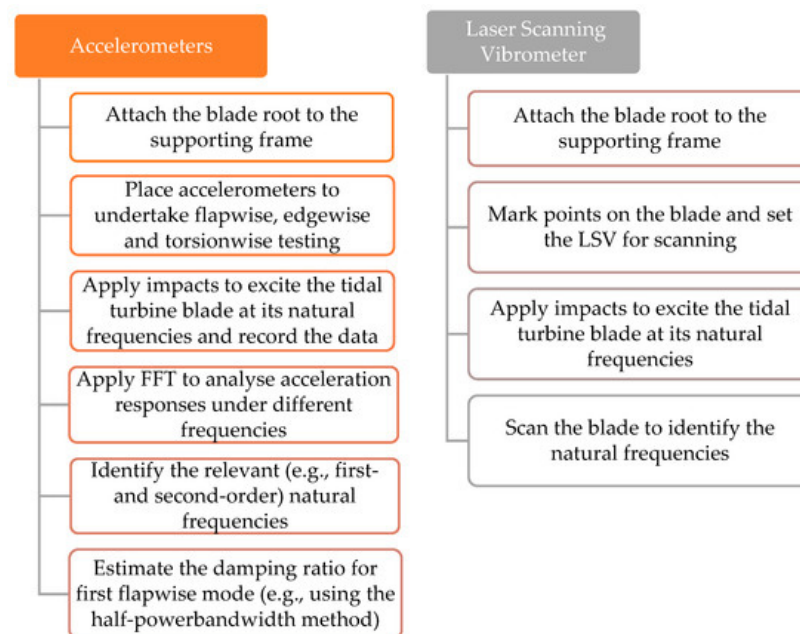 Accelerometers
Attach the blade root to the
supporting frame
Place accelerometers to
undertake flapwise, edgewise
and torsionwise testing
Apply impacts to excite the tidal
turbine blade at its natural
frequencies and record the data
Apply FFT to analyse acceleration
responses under different
frequencies
Identify the relevant (e.g., first-
and second-order) natural
frequencies
Estimate the damping ratio for
first flapwise mode (e.g., using the
half-powerbandwidth method)
Laser Scanning
Vibrometer
Attach the blade root to the
supporting frame
Mark points on the blade and set
the LSV for scanning
Apply impacts to excite the tidal
turbine blade at its natural
frequencies
Scan the blade to identify the
natural frequencies